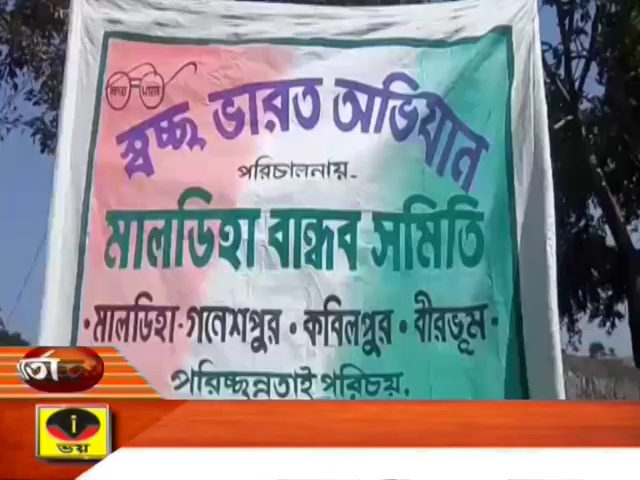 স্বচ্ছ ভারত অভিযান
পরিচালনায়-
মালডিহা বান্ধব সমিতি
•মালডিহা-গনেশপুর•কবিলপুর•বীরভূম•
পরিচ্ছন্নতাই পরিচয়.
i
ভয়